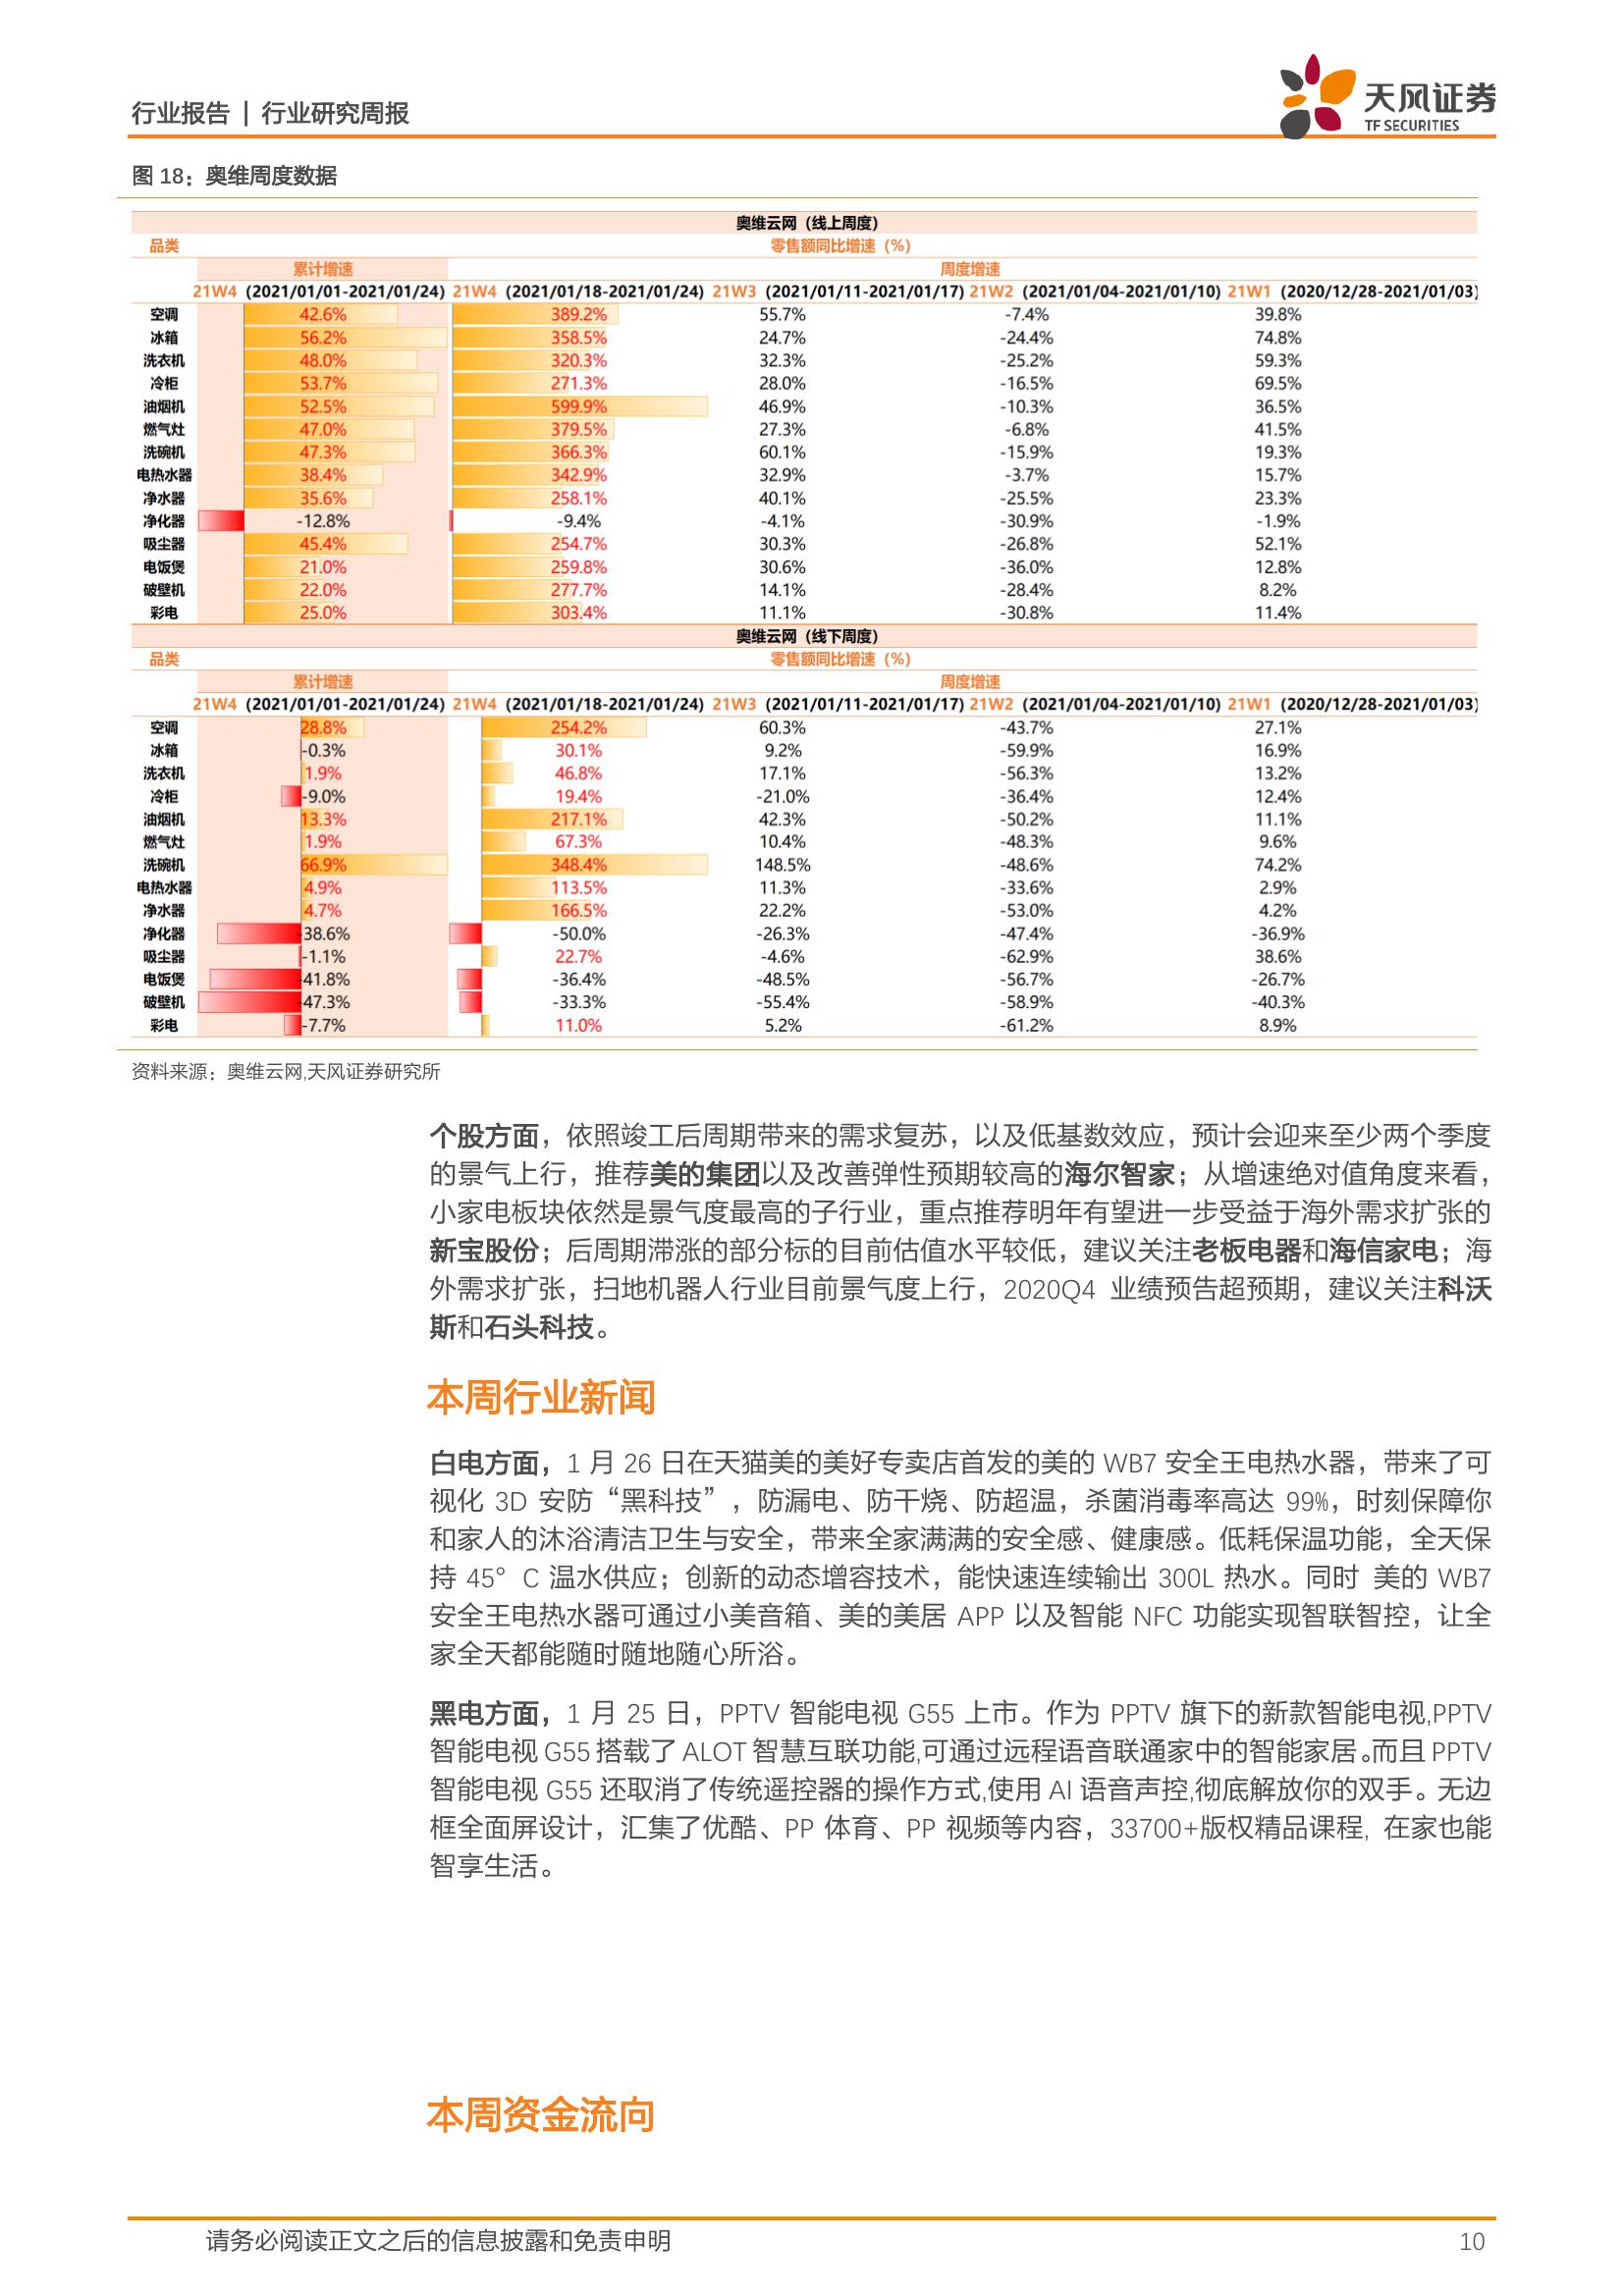 行业报告 | 行业研究周报
天风证券
TF SECURITIES
图 18：奥维周度数据
奥维云网（线上周度）
品类 零售额同比增速（%）
累计增速 周度增速
21W4 (2021/01/01-2021/01/24) 21W4 (2021/01/18-2021/01/24) 21W3 (2021/01/11-2021/01/17) 21W2 (2021/01/04-2021/01/10) 21W1 (2020/12/28-2021/01/03)
空调 42.6% 389.2% 55.7% -7.4% 39.8%
冰箱 56.2% 358.5% 24.7% -24.4% 74.8%
洗衣机 48.0% 320.3% 32.3% -25.2% 59.3%
冷柜 53.7% 271.3% 28.0% -16.5% 69.5%
油烟机 52.5% 599.9% 46.9% -10.3% 36.5%
燃气灶 47.0% 379.5% 27.3% -6.8% 41.5%
洗碗机 47.3% 366.3% 60.1% -15.9% 19.3%
电热水器 38.4% 342.9% 32.9% -3.7% 15.7%
净水器 35.6% 258.1% 40.1% -25.5% 23.3%
净化器 -12.8% -9.4% -4.1% -30.9% -1.9%
吸尘器 45.4% 254.7% 30.3% -26.8% 52.1%
电饭煲 21.0% 259.8% 30.6% -36.0% 12.8%
破壁机 22.0% 277.7% 14.1% -28.4% 8.2%
彩电 25.0% 303.4% 11.1% -30.8% 11.4%
奥维云网（线下周度）
品类 零售额同比增速（%）
累计增速 周度增速
21W4 (2021/01/01-2021/01/24) 21W4 (2021/01/18-2021/01/24) 21W3 (2021/01/11-2021/01/17) 21W2 (2021/01/04-2021/01/10) 21W1 (2020/12/28-2021/01/03)
空调 28.8% 254.2% 60.3% -43.7% 27.1%
冰箱 -0.3% 30.1% 9.2% -59.9% 16.9%
洗衣机 1.9% 46.8% 17.1% -56.3% 13.2%
冷柜 -9.0% 19.4% -21.0% -36.4% 12.4%
油烟机 13.3% 217.1% 42.3% -50.2% 11.1%
燃气灶 1.9% 67.3% 10.4% -48.3% 9.6%
洗碗机 66.9% 348.4% 148.5% -48.6% 74.2%
电热水器 4.9% 113.5% 11.3% -33.6% 2.9%
净水器 4.7% 166.5% 22.2% -53.0% 4.2%
净化器 -38.6% -50.0% -26.3% -47.4% -36.9%
吸尘器 -1.1% 22.7% -4.6% -62.9% 38.6%
电饭煲 -41.8% -36.4% -48.5% -56.7% -26.7%
破壁机 -47.3% -33.3% -55.4% -58.9% -40.3%
彩电 -7.7% 11.0% 5.2% -61.2% 8.9%
资料来源：奥维云网,天风证券研究所
个股方面，依照竣工后周期带来的需求复苏，以及低基数效应，预计会迎来至少两个季度
的景气上行，推荐美的集团以及改善弹性预期较高的海尔智家；从增速绝对值角度来看，
小家电板块依然是景气度最高的子行业，重点推荐明年有望进一步受益于海外需求扩张的
新宝股份；后周期滞涨的部分标的目前估值水平较低，建议关注老板电器和海信家电；海
外需求扩张，扫地机器人行业目前景气度上行，2020Q4 业绩预告超预期，建议关注科沃
斯和石头科技。
本周行业新闻
白电方面，1 月 26 日在天猫美的美好专卖店首发的美的 WB7 安全王电热水器，带来了可
视化 3D 安防“黑科技”，防漏电、防干烧、防超温，杀菌消毒率高达 99%，时刻保障你
和家人的沐浴清洁卫生与安全，带来全家满满的安全感、健康感。低耗保温功能，全天保
持 45° C 温水供应；创新的动态增容技术，能快速连续输出 300L 热水。同时 美的 WB7
安全王电热水器可通过小美音箱、美的美居 APP 以及智能 NFC 功能实现智联智控，让全
家全天都能随时随地随心所浴。
黑电方面，1 月 25 日，PPTV 智能电视 G55 上市。作为 PPTV 旗下的新款智能电视,PPTV
智能电视 G55 搭载了 ALOT 智慧互联功能,可通过远程语音联通家中的智能家居。而且 PPTV
智能电视 G55 还取消了传统遥控器的操作方式,使用 AI 语音声控,彻底解放你的双手。无边
框全面屏设计，汇集了优酷、PP 体育、PP 视频等内容，33700+版权精品课程, 在家也能
智享生活。
本周资金流向
请务必阅读正文之后的信息披露和免责申明 10